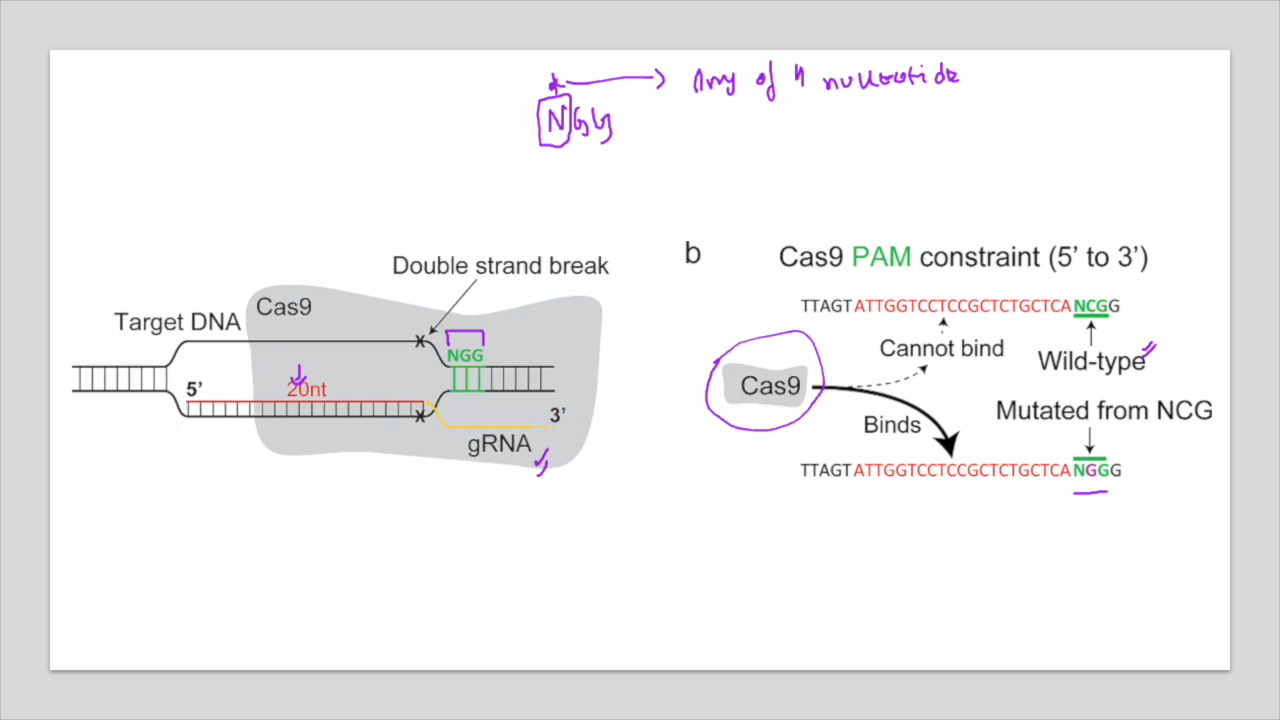 Any of 4 nucleotide
NGG
Double strand break
Cas9
Target DNA
NGG
5’
20nt
3’
gRNA
b
Cas9 PAM constraint (5’ to 3’)
TTAGTATTGGTCCTCCGCTCTGCTCANCGG
Cannot bind
Wild-type
Cas9
Binds
Mutated from NCG
TTAGTATTGGTCCTCCGCTCTGCTCANGGG